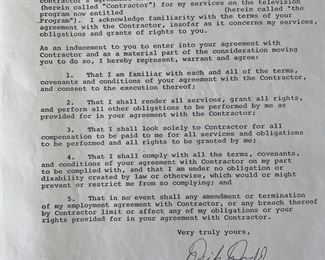 (herein called "Contractor") for my services on the television
program now entitled (herein called "the
Program"). I acknowledge familiarity with the terms of your
agreement with the Contractor, insofar as it concerns my services,
obligations and grants of rights to you.
As an inducement to you to enter into your agreement with
Contractor and as a material part of the consideration moving
you to do so, I hereby represent, warrant and agree:
1. That I am familiar with each and all of the terms,
covenants and conditions of your agreement with the Contractor,
and consent to the execution thereof;
2. That I shall render all services, grant all rights,
and perform all other obligations to be performed by me as
provided for in your agreement with the Contractor;
3. That I shall look solely to Contractor for all
compensation to be paid to me for all services and obligations
to be performed and all rights to be granted by me;
4. That I shall comply with all the terms, covenants,
and conditions of your agreement with Contractor on my part
to be complied with, and that I am under no obligation or
disability created by law or otherwise, which would or might
prevent or restrict me from so complying; and
5. That in no event shall any amendment or termination
of my employment agreement with Contractor, or any breach thereof
by Contractor limit or affect any of my obligations or your
rights provided for in your agreement with Contractor.
Very truly yours,